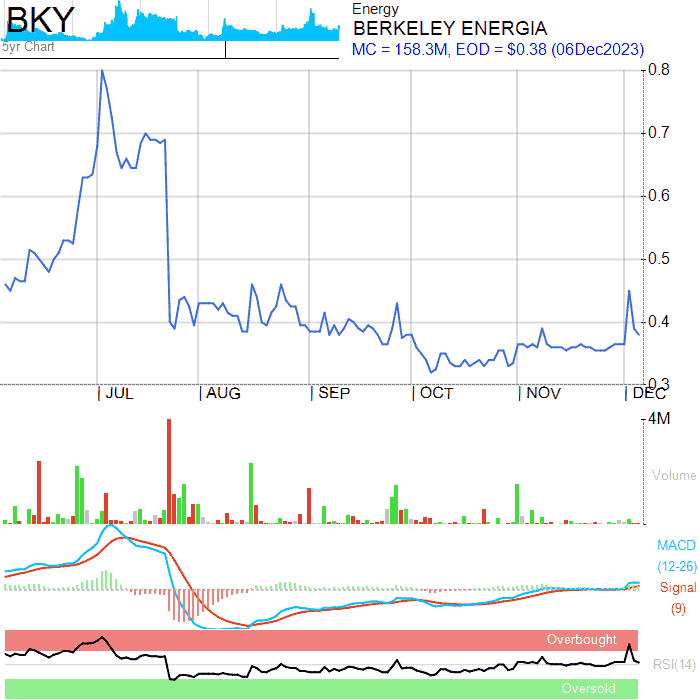 BKY
5yr Chart
Energy
BERKELEY ENERGIA
MC = 158.3M, EOD = $0.38 (06Dec2023)
0.8
0.7
0.6
0.5
0.4
0.3
JUL AUG SEP OCT NOV DEC
4M
Volume
MACD
(12-26)
Signal
(9)
Overbought
RSI(14)
Oversold